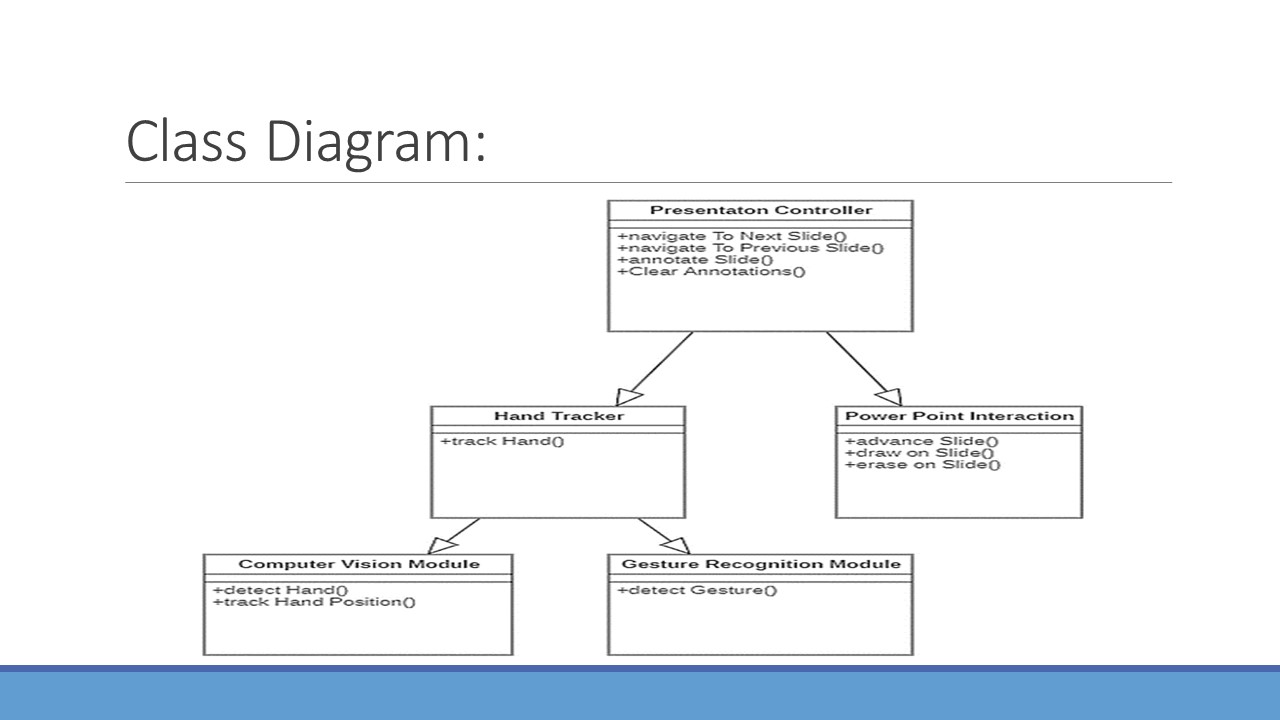 Class Diagram:
Presentaton Controller
+navigate To Next Slide()
+navigate To Previous Slide()
+annotate Slide()
+Clear Annotations()
Hand Tracker
+track Hand()
Power Point Interaction
+advance Slide()
+draw on Slide()
+erase on Slide()
Computer Vision Module
+detect Hand()
+track Hand Position()
Gesture Recognition Module
+detect Gesture()